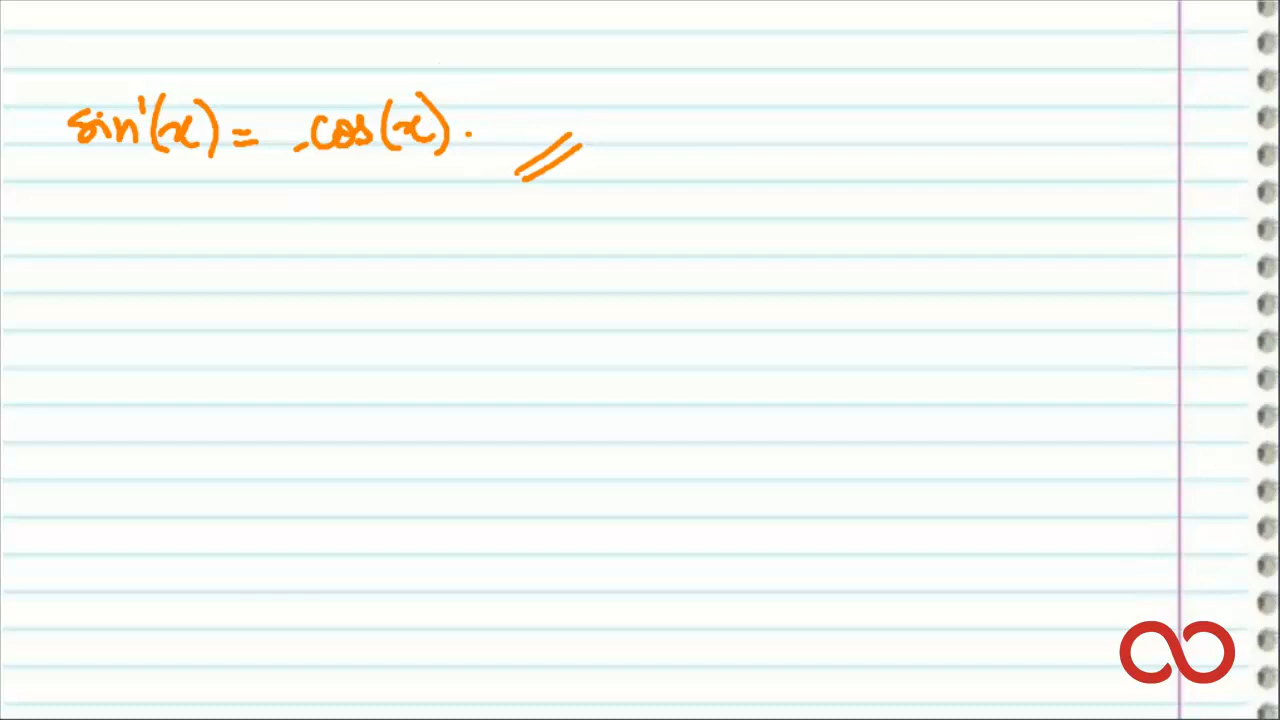 sin'(x) = -cos(x).